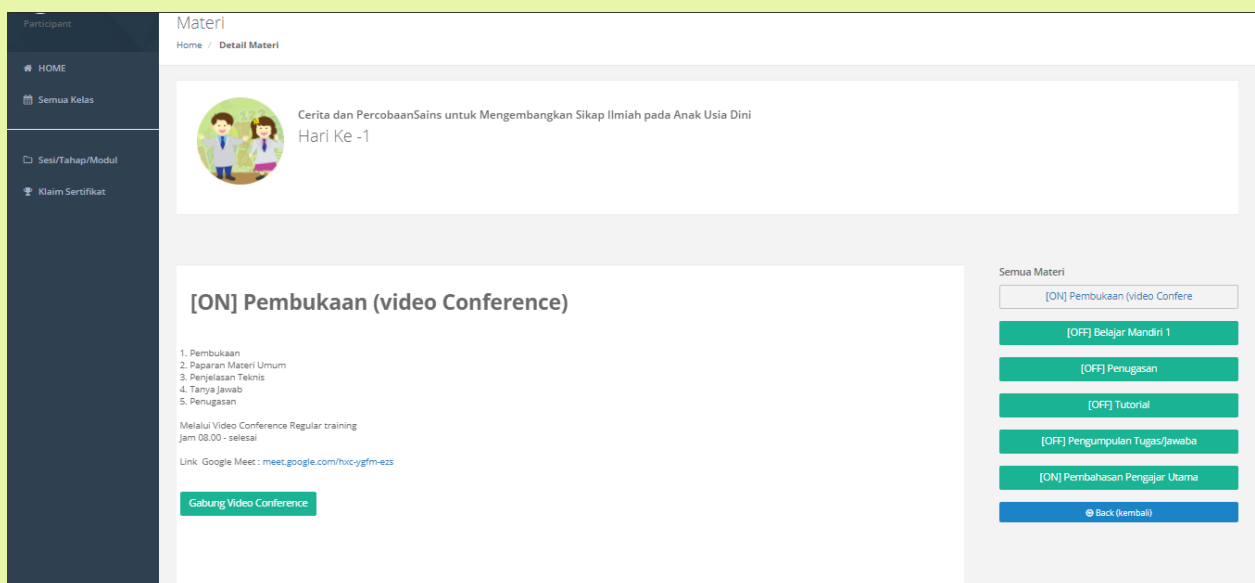 Participant
HOME
Semua Kelas
Sesi/Tahap/Modul
Klaim Sertifikat
Materi
Home / Detail Materi
Cerita dan PercobaanSains untuk Mengembangkan Sikap Ilmiah pada Anak Usia Dini
Hari Ke -1
[ON] Pembukaan (video Conference)
1. Pembukaan
2. Paparan Materi Umum
3. Penjelasan Teknis
4. Tanya Jawab
5. Penugasan
Melalui Video Conference Regular training
Jam 08.00 - selesai
Link Google Meet : meet.google.com/hxc-ygfm-ezs
Gabung Video Conference
Semua Materi
[ON] Pembukaan (video Confere
[OFF] Belajar Mandiri 1
[OFF] Penugasan
[OFF] Tutorial
[OFF] Pengumpulan Tugas/Jawaba
[ON] Pembahasan Pengajar Utama
Back (kembali)